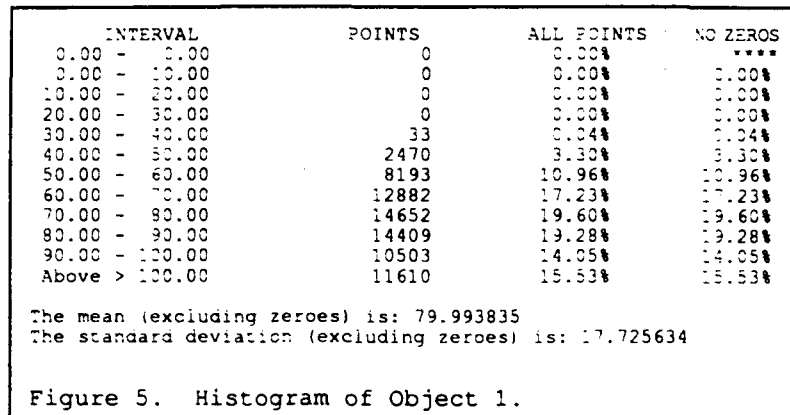 INTERVAL POINTS ALL POINTS NO ZEROS
0.00 - 0.00 0 0.00% ****
0.00 - 10.00 0 0.00% 0.00%
10.00 - 20.00 0 0.00% 0.00%
20.00 - 30.00 0 0.00% 0.00%
30.00 - 40.00 33 0.04% 0.04%
40.00 - 50.00 2470 3.30% 3.30%
50.00 - 60.00 8193 10.96% 10.96%
60.00 - 70.00 12882 17.23% 17.23%
70.00 - 80.00 14652 19.60% 19.60%
80.00 - 90.00 14409 19.28% 19.28%
90.00 - 100.00 10503 14.05% 14.05%
Above > 100.00 11610 15.53% 15.53%
The mean (excluding zeroes) is: 79.993835
The standard deviation (excluding zeroes) is: 17.725634
Figure 5. Histogram of Object 1.